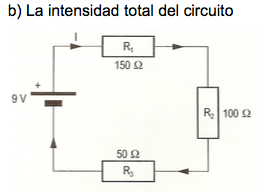 b) La intensidad total del circuito
I
R₁
150 Ω
+
9 V
R₂ 100 Ω
50 Ω
R₃